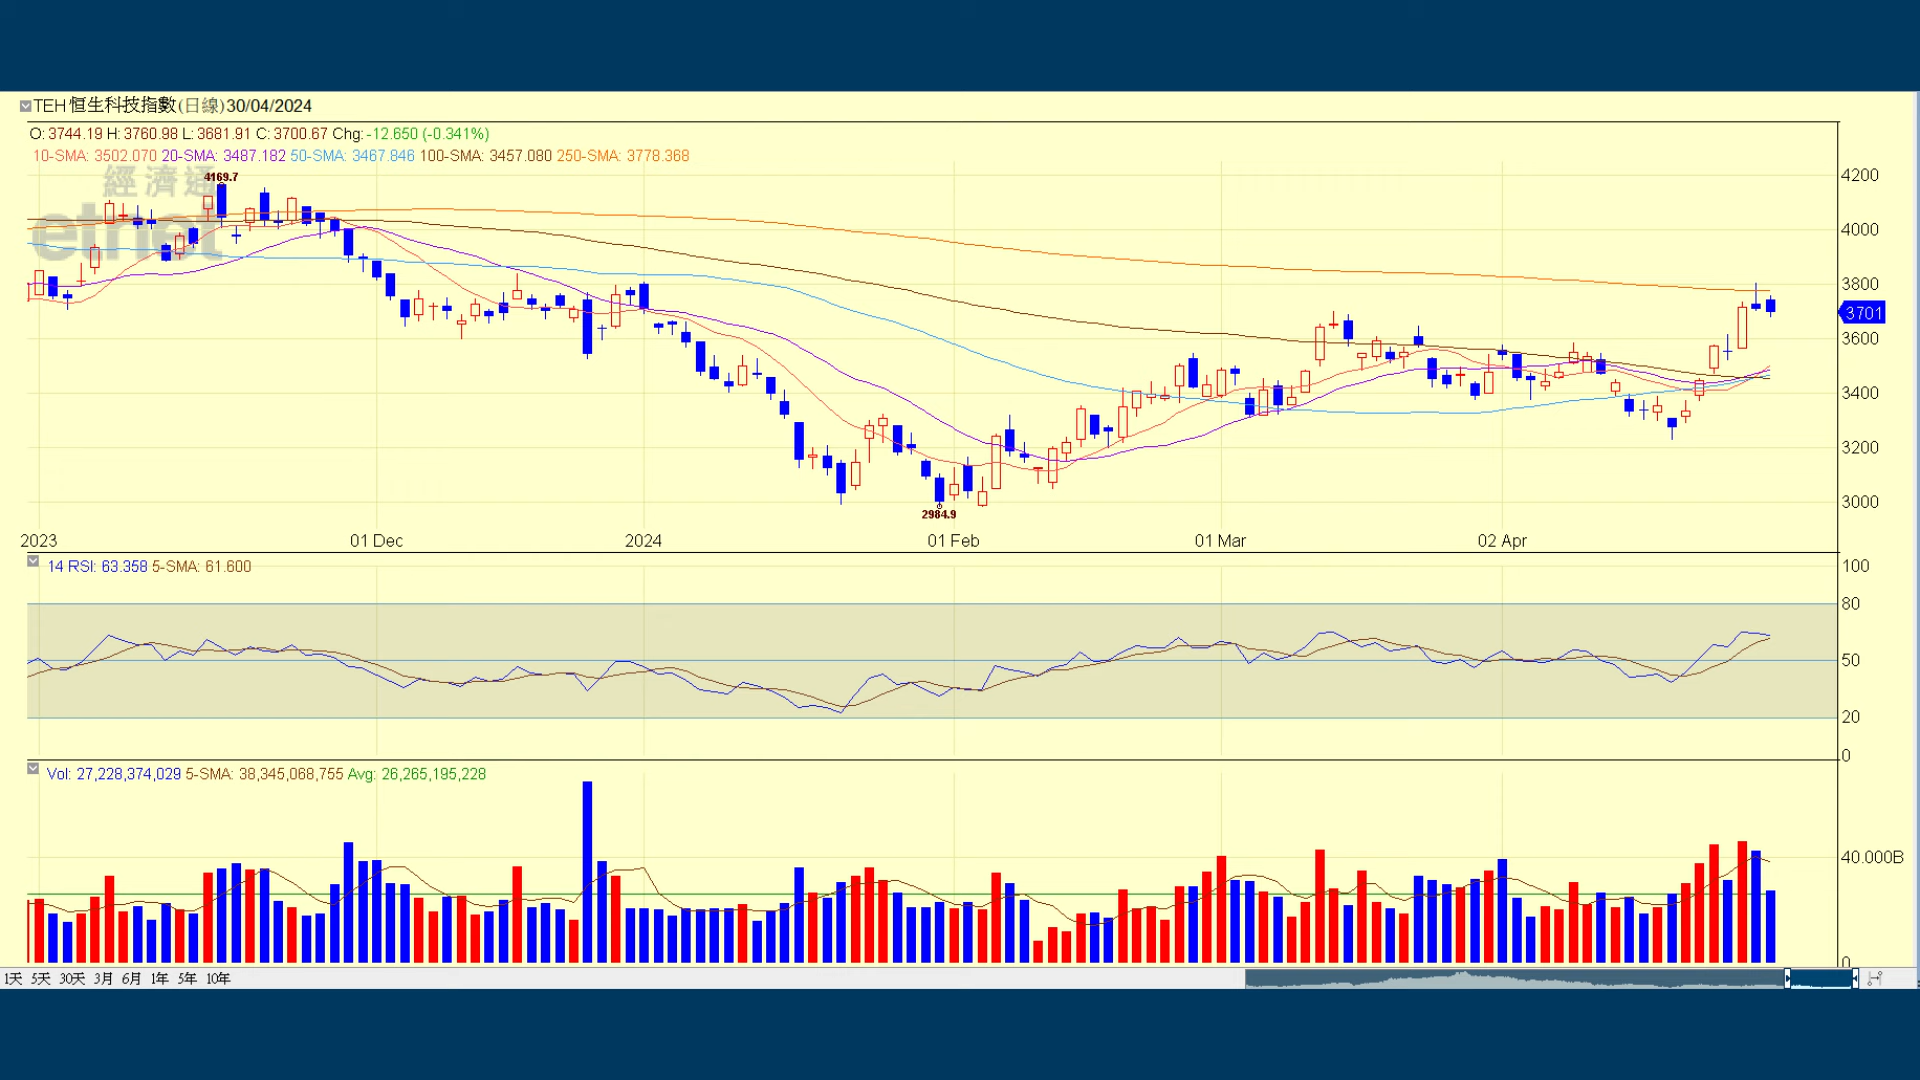 TEH 恒生科技指數(日線)30/04/2024
O: 3744.19 H: 3760.98 L: 3681.91 C: 3700.67 Chg: -12.650 (-0.341%)
10-SMA: 3502.070 20-SMA: 3487.182 50-SMA: 3467.846 100-SMA: 3457.080 250-SMA: 3778.368
經濟通
etnet
4169.7
2984.9
4200
4000
3800
3701
3600
3400
3200
3000
2023 01 Dec 2024 01 Feb 01 Mar 02 Apr
14 RSI: 63.358 5-SMA: 61.600
100
80
50
20
0
Vol: 27,228,374,029 5-SMA: 38,345,068,755 Avg: 26,265,195,228
40.000B
0
1天 5天 30天 3月 6月 1年 5年 10年